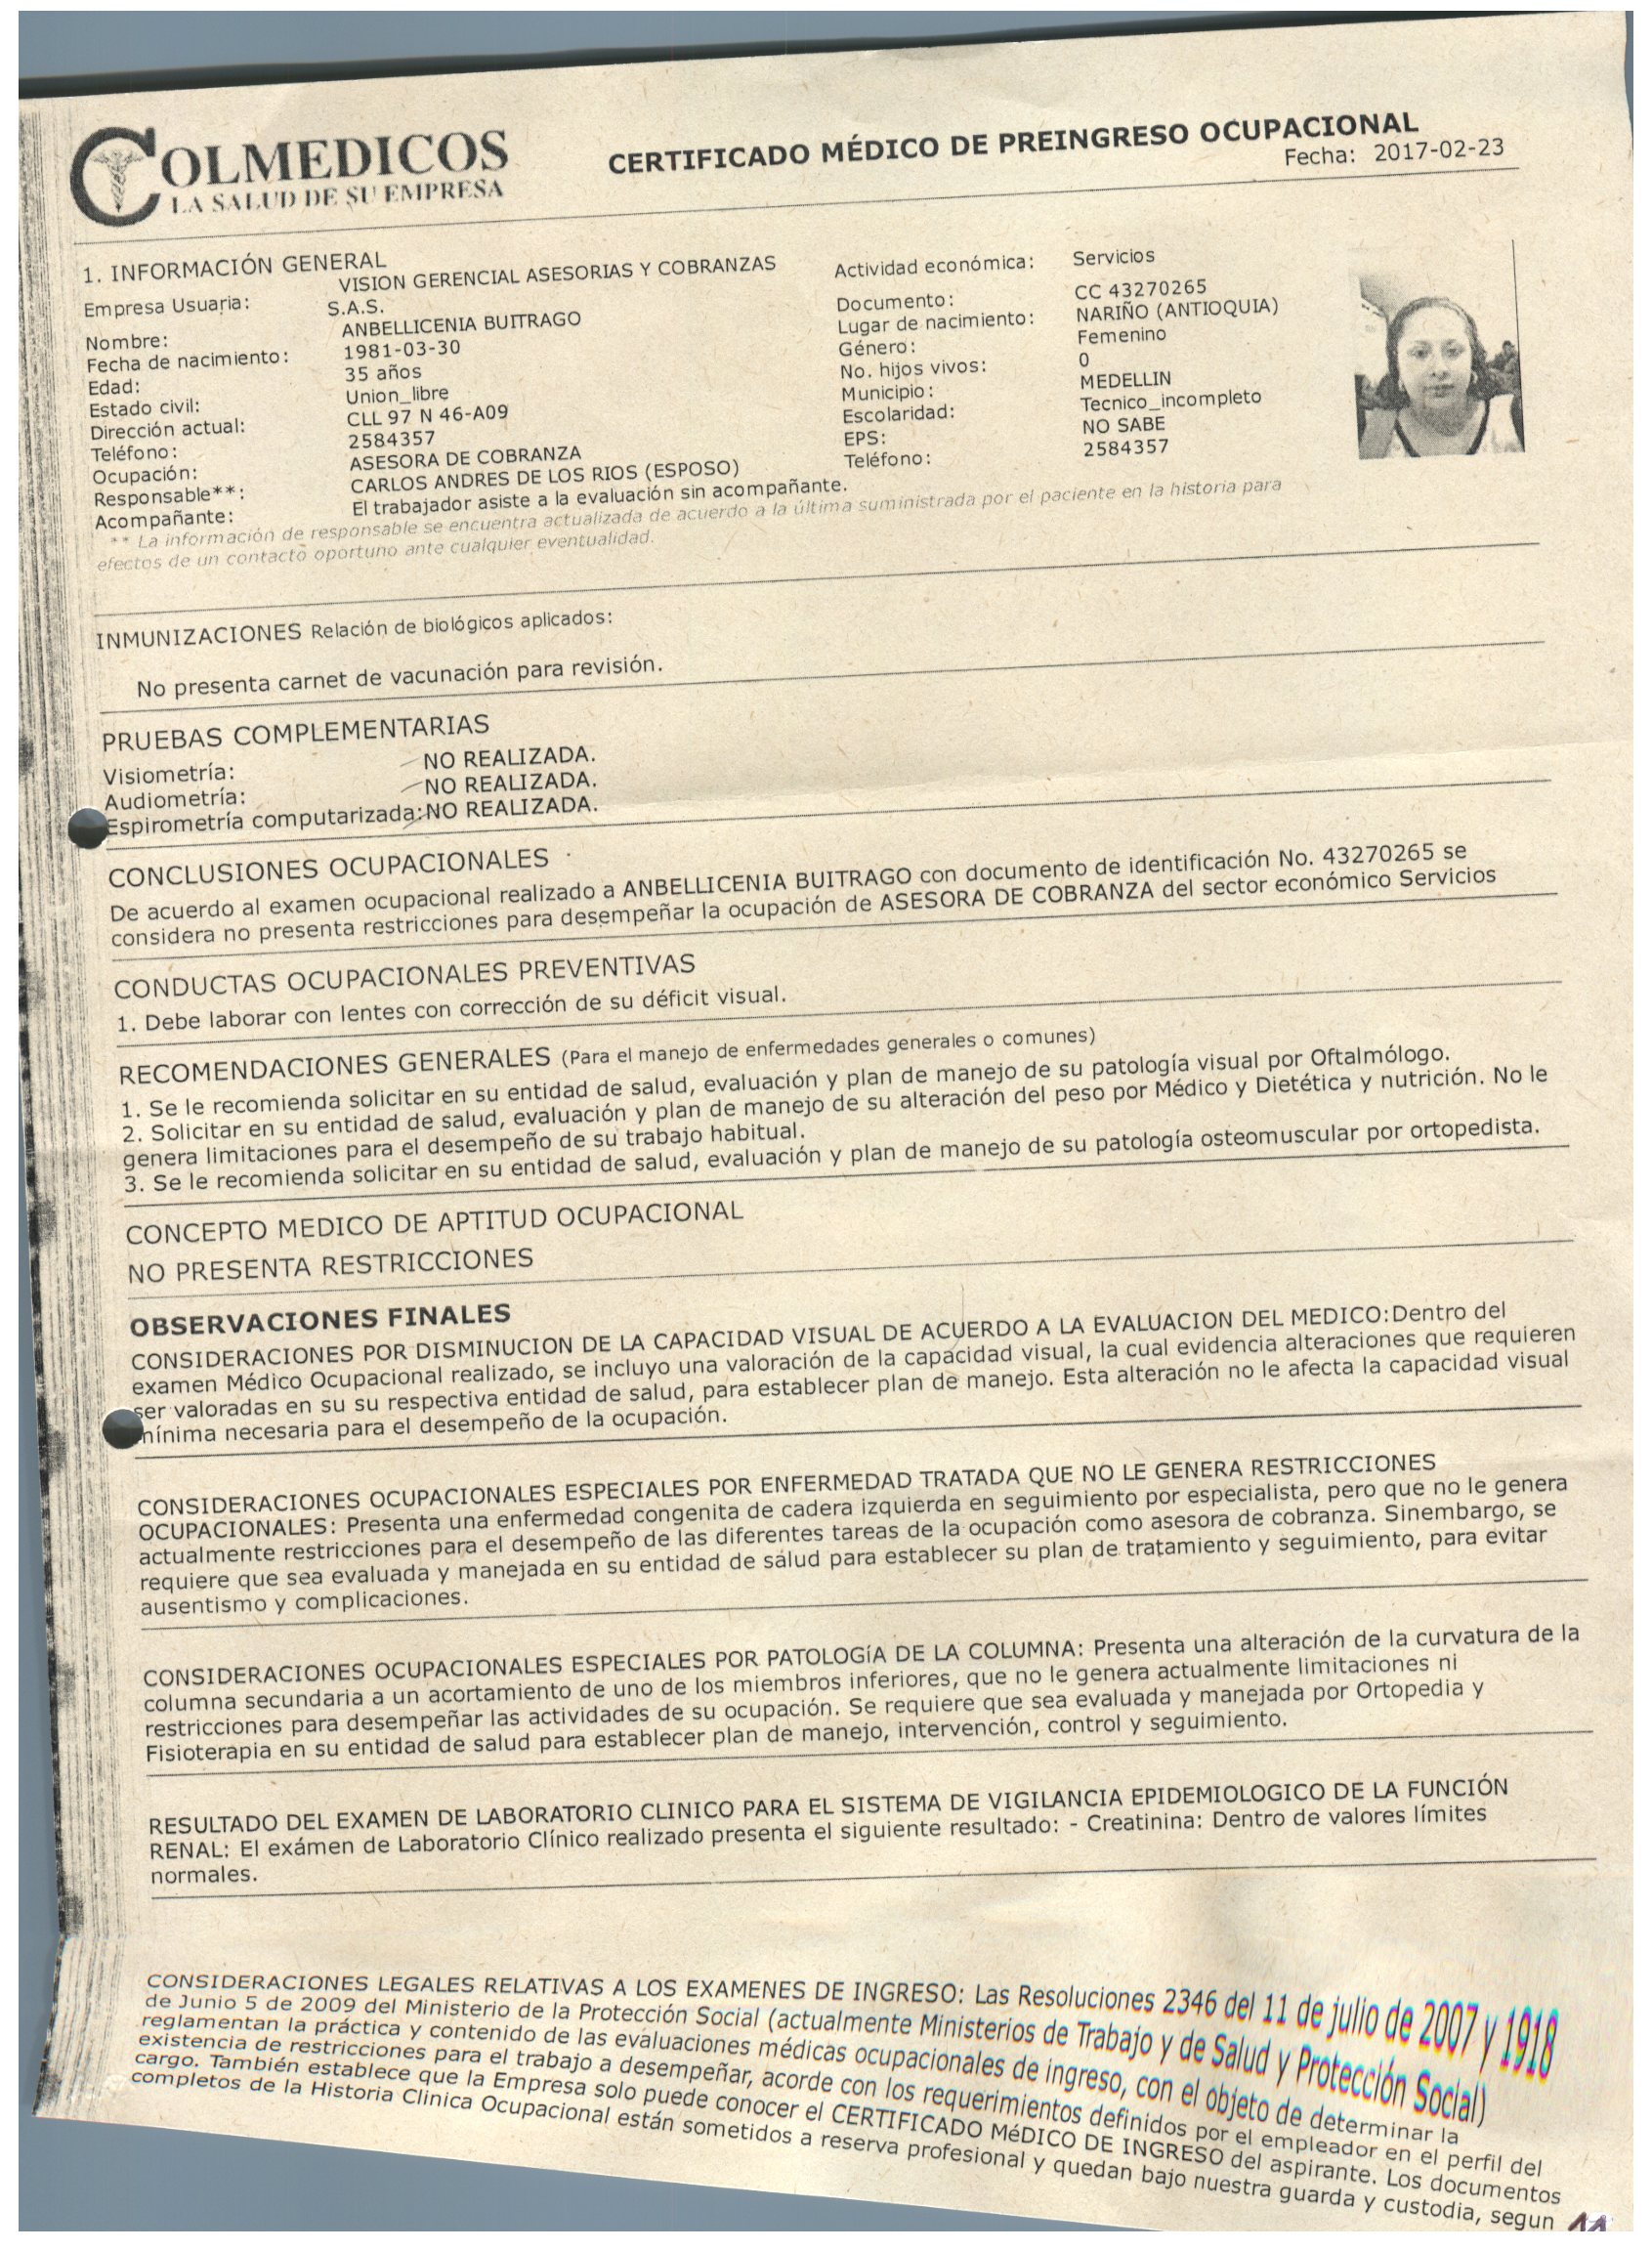 COLMEDICOS
LA SALUD DE SU EMPRESA
CERTIFICADO MÉDICO DE PREINGRESO OCUPACIONAL
Fecha: 2017-02-23
1. INFORMACIÓN GENERAL
Empresa Usuaria: VISION GERENCIAL ASESORIAS Y COBRANZAS S.A.S.
Actividad económica: Servicios
Nombre: ANBELLICENIA BUITRAGO
Documento: CC 43270265
Fecha de nacimiento: 1981-03-30
Lugar de nacimiento: NARIÑO (ANTIOQUIA)
Edad: 35 años
Género: Femenino
Estado civil: Union_libre
No. hijos vivos: 0
Dirección actual: CLL 97 N 46-A09
Municipio: MEDELLIN
Teléfono: 2584357
Escolaridad: Tecnico_incompleto
Ocupación: ASESORA DE COBRANZA
EPS: NO SABE
Responsable**: CARLOS ANDRES DE LOS RIOS (ESPOSO)
Teléfono: 2584357
Acompañante: El trabajador asiste a la evaluación sin acompañante.
** La información de responsable se encuentra actualizada de acuerdo a la última suministrada por el paciente en la historia para
efectos de un contacto oportuno ante cualquier eventualidad.
INMUNIZACIONES Relación de biológicos aplicados:
No presenta carnet de vacunación para revisión.
PRUEBAS COMPLEMENTARIAS
Visiometría: NO REALIZADA.
Audiometría: NO REALIZADA.
Espirometría computarizada: NO REALIZADA.
CONCLUSIONES OCUPACIONALES
De acuerdo al examen ocupacional realizado a ANBELLICENIA BUITRAGO con documento de identificación No. 43270265 se
considera no presenta restricciones para desempeñar la ocupación de ASESORA DE COBRANZA del sector económico Servicios
CONDUCTAS OCUPACIONALES PREVENTIVAS
1. Debe laborar con lentes con corrección de su déficit visual.
RECOMENDACIONES GENERALES (Para el manejo de enfermedades generales o comunes)
1. Se le recomienda solicitar en su entidad de salud, evaluación y plan de manejo de su patología visual por Oftalmólogo.
2. Solicitar en su entidad de salud, evaluación y plan de manejo de su alteración del peso por Médico y Dietética y nutrición. No le
genera limitaciones para el desempeño de su trabajo habitual.
3. Se le recomienda solicitar en su entidad de salud, evaluación y plan de manejo de su patología osteomuscular por ortopedista.
CONCEPTO MEDICO DE APTITUD OCUPACIONAL
NO PRESENTA RESTRICCIONES
OBSERVACIONES FINALES
CONSIDERACIONES POR DISMINUCION DE LA CAPACIDAD VISUAL DE ACUERDO A LA EVALUACION DEL MEDICO:Dentro del
examen Médico Ocupacional realizado, se incluyo una valoración de la capacidad visual, la cual evidencia alteraciones que requieren
ser valoradas en su su respectiva entidad de salud, para establecer plan de manejo. Esta alteración no le afecta la capacidad visual
mínima necesaria para el desempeño de la ocupación.
CONSIDERACIONES OCUPACIONALES ESPECIALES POR ENFERMEDAD TRATADA QUE NO LE GENERA RESTRICCIONES
OCUPACIONALES: Presenta una enfermedad congenita de cadera izquierda en seguimiento por especialista, pero que no le genera
actualmente restricciones para el desempeño de las diferentes tareas de la ocupación como asesora de cobranza. Sinembargo, se
requiere que sea evaluada y manejada en su entidad de salud para establecer su plan de tratamiento y seguimiento, para evitar
ausentismo y complicaciones.
CONSIDERACIONES OCUPACIONALES ESPECIALES POR PATOLOGíA DE LA COLUMNA: Presenta una alteración de la curvatura de la
columna secundaria a un acortamiento de uno de los miembros inferiores, que no le genera actualmente limitaciones ni
restricciones para desempeñar las actividades de su ocupación. Se requiere que sea evaluada y manejada por Ortopedia y
Fisioterapia en su entidad de salud para establecer plan de manejo, intervención, control y seguimiento.
RESULTADO DEL EXAMEN DE LABORATORIO CLINICO PARA EL SISTEMA DE VIGILANCIA EPIDEMIOLOGICO DE LA FUNCIÓN
RENAL: El exámen de Laboratorio Clínico realizado presenta el siguiente resultado: - Creatinina: Dentro de valores límites
normales.
CONSIDERACIONES LEGALES RELATIVAS A LOS EXAMENES DE INGRESO: Las Resoluciones 2346 del 11 de julio de 2007 y 1918
de Junio 5 de 2009 del Ministerio de la Protección Social (actualmente Ministerios de Trabajo y de Salud y Protección Social)
reglamentan la práctica y contenido de las evaluaciones médicas ocupacionales de ingreso, con el objeto de determinar la
existencia de restricciones para el trabajo a desempeñar, acorde con los requerimientos definidos por el empleador en el perfil del
cargo. También establece que la Empresa solo puede conocer el CERTIFICADO MéDICO DE INGRESO del aspirante. Los documentos
completos de la Historia Clinica Ocupacional están sometidos a reserva profesional y quedan bajo nuestra guarda y custodia, segun